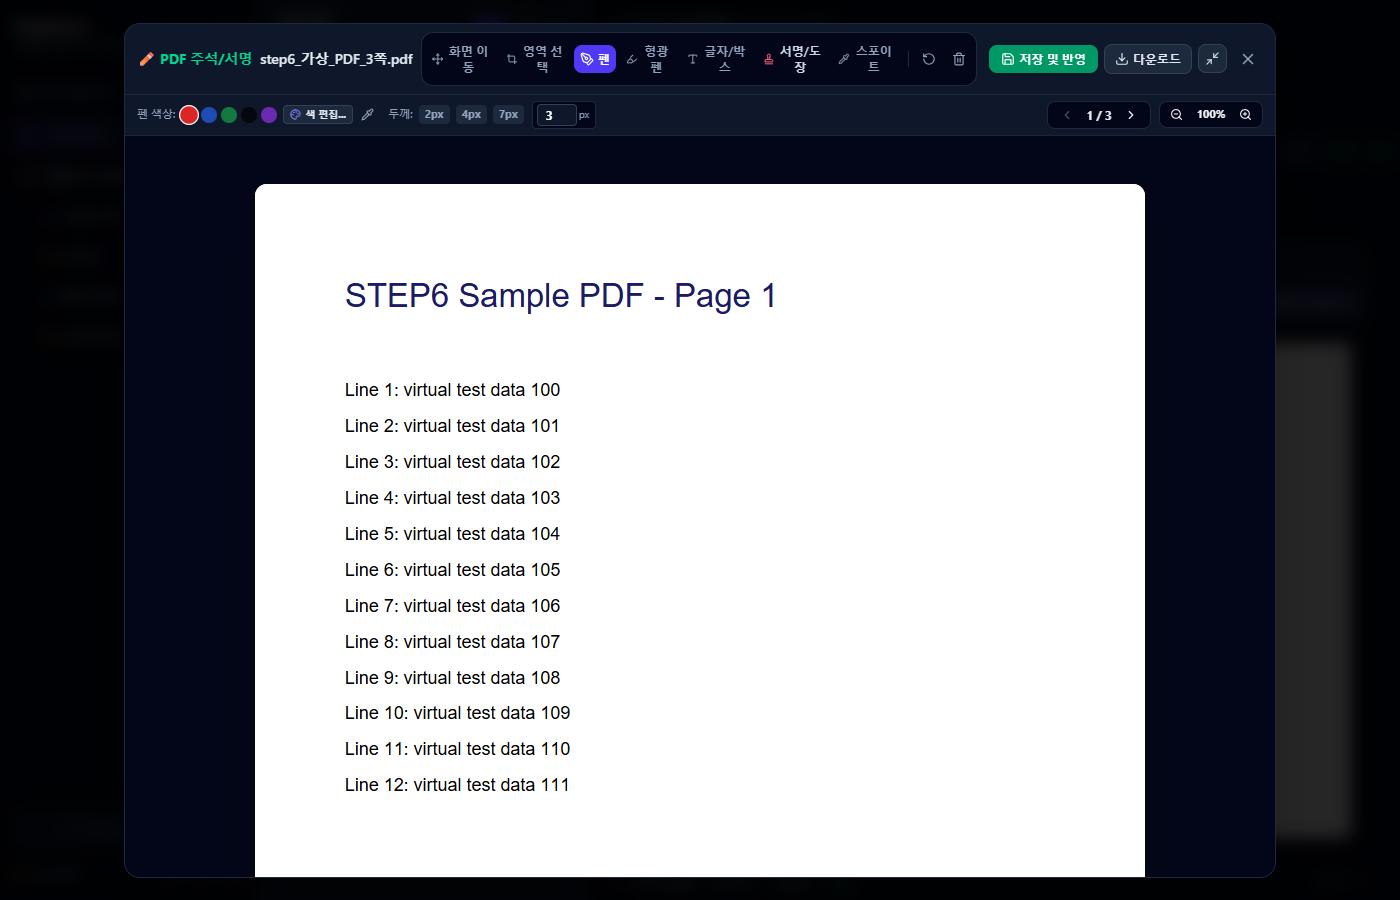 PDF 주석/서명 step6_가상_PDF_3쪽.pdf
화면 이동
영역 선택
펜
형광펜
글자/박스
서명/도장
스포이트
저장 및 반영
다운로드
펜 색상:
색 편집...
두께:
2px
4px
7px
3 px
1 / 3
100%
STEP6 Sample PDF - Page 1
Line 1: virtual test data 100
Line 2: virtual test data 101
Line 3: virtual test data 102
Line 4: virtual test data 103
Line 5: virtual test data 104
Line 6: virtual test data 105
Line 7: virtual test data 106
Line 8: virtual test data 107
Line 9: virtual test data 108
Line 10: virtual test data 109
Line 11: virtual test data 110
Line 12: virtual test data 111